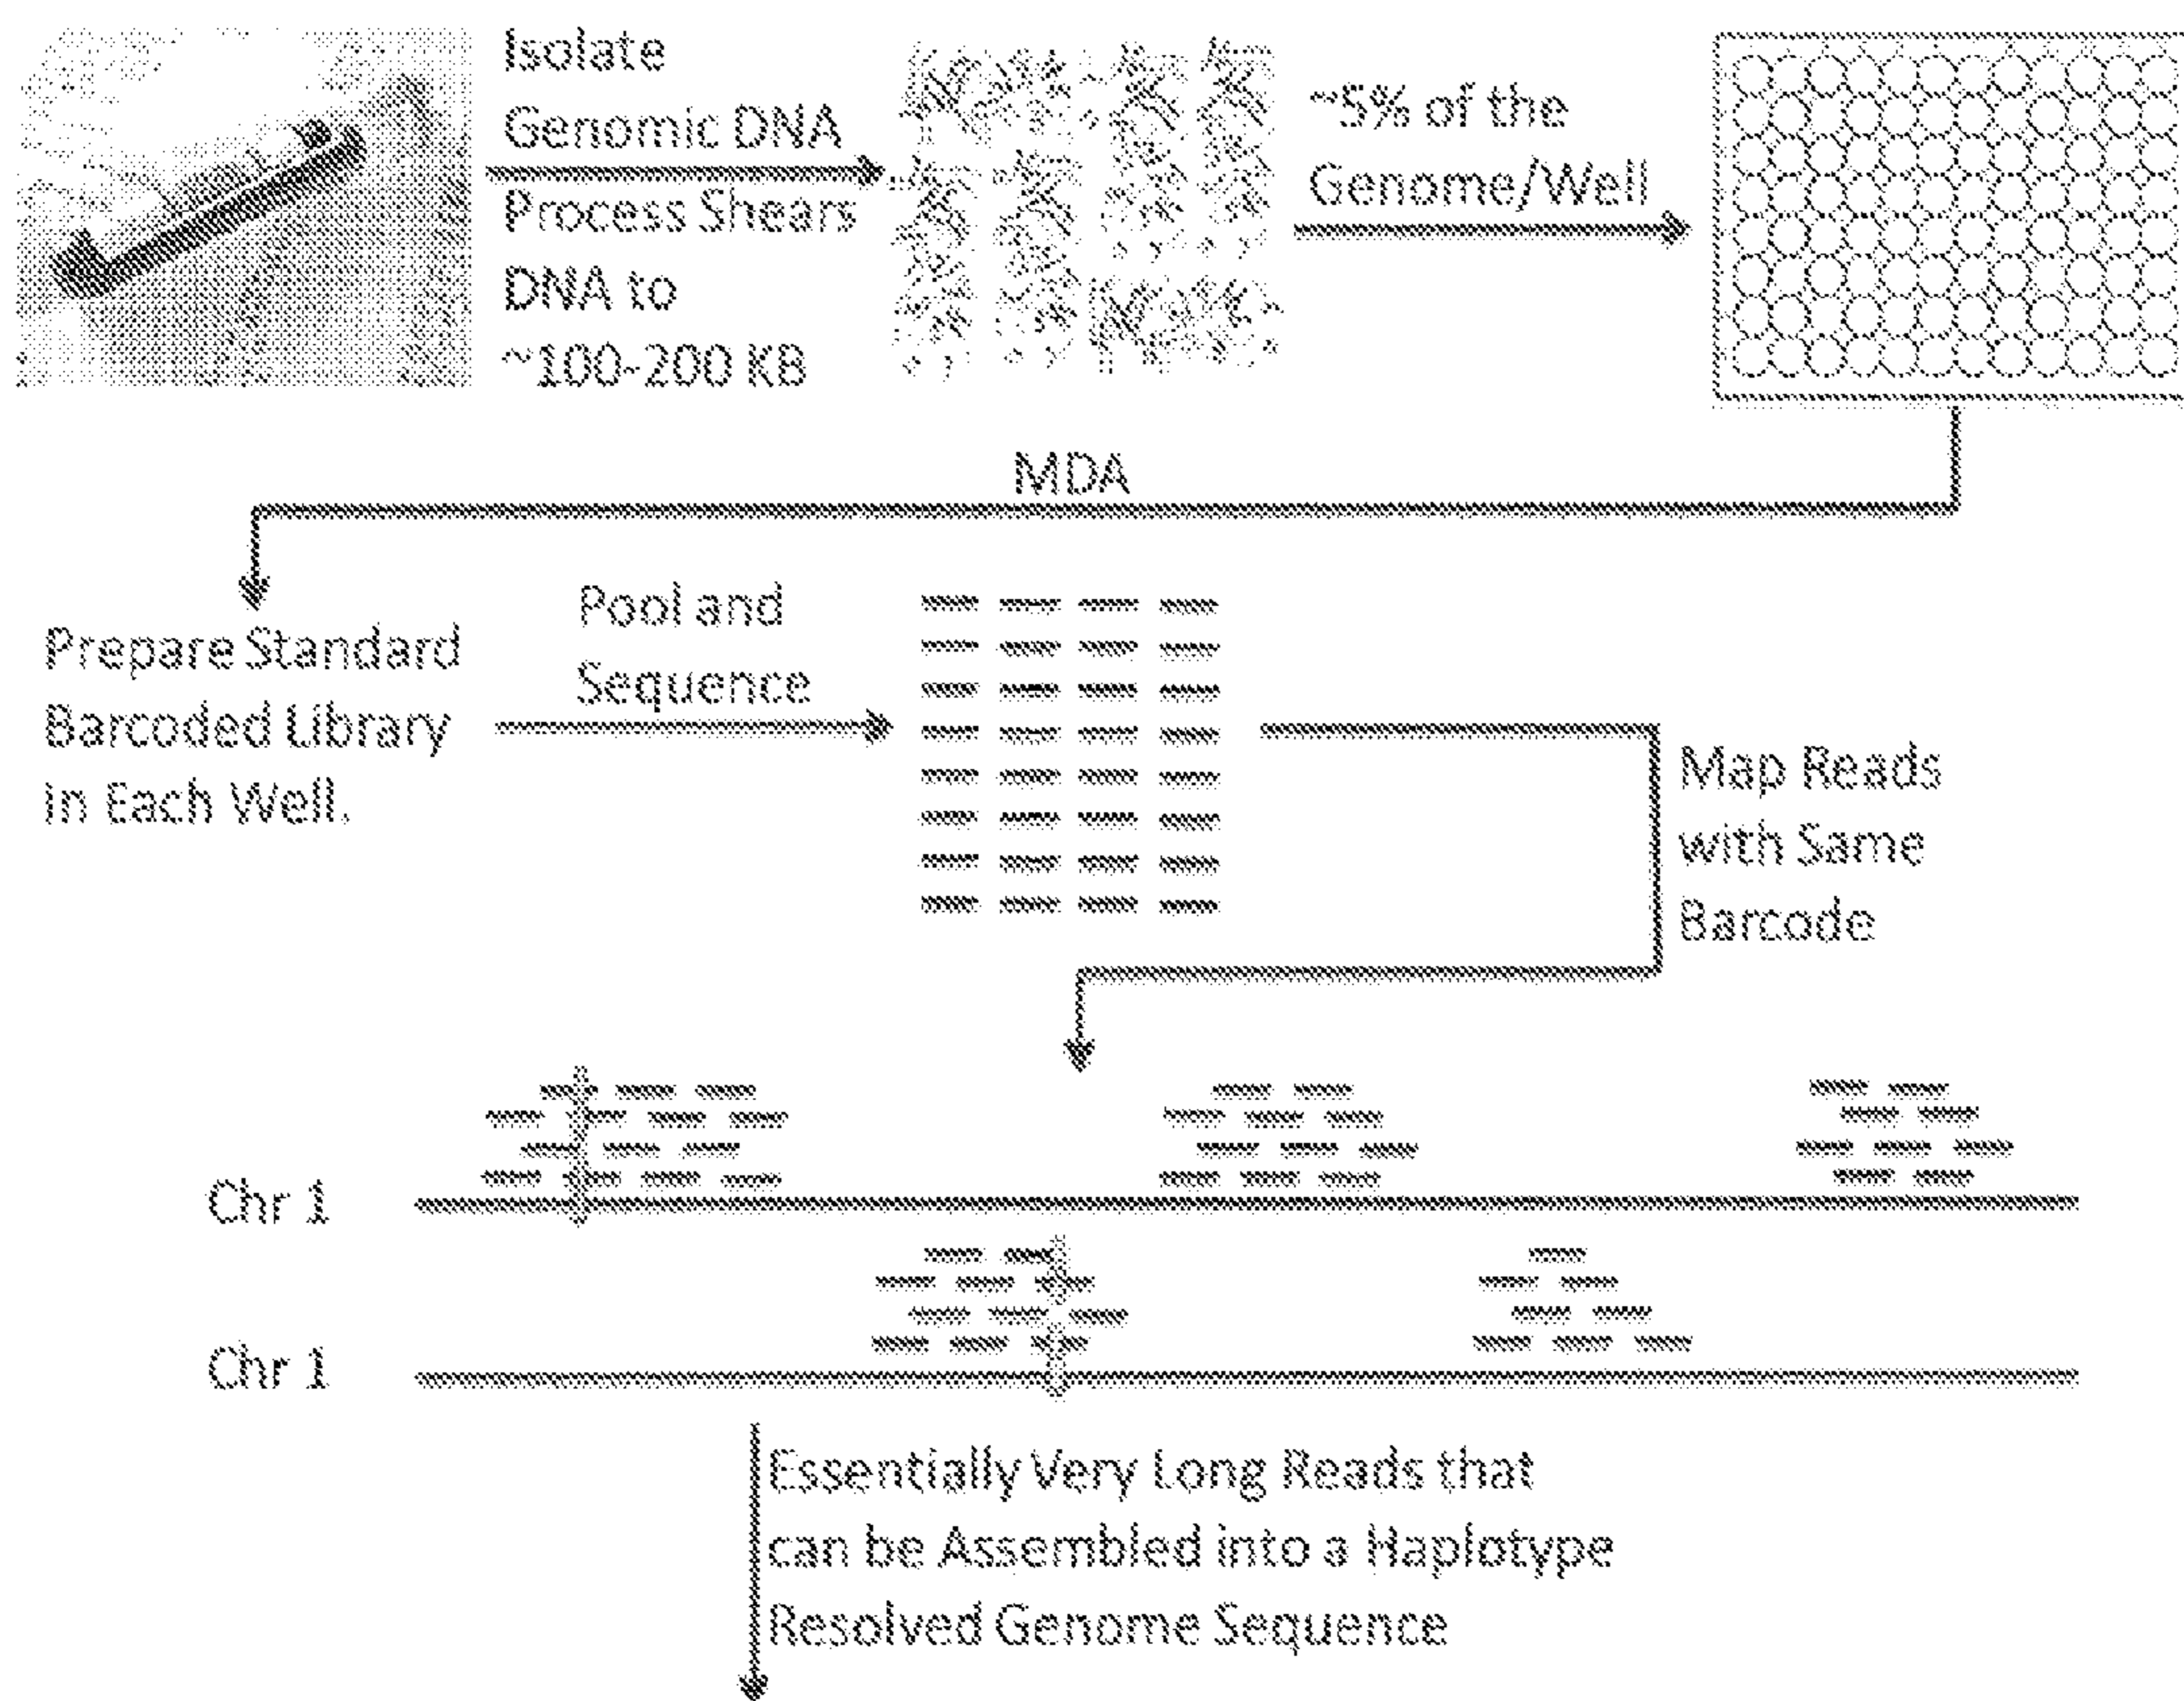 Isolate
Genomic DNA
Process Shears
DNA to
~100-200 KB
~5% of the
Genome/Well
MDA
Prepare Standard
Barcoded Library
in Each Well.
Pool and
Sequence
Map Reads
with Same
Barcode
Chr 1
Chr 1
Essentially Very Long Reads that
can be Assembled into a Haplotype
Resolved Genome Sequence